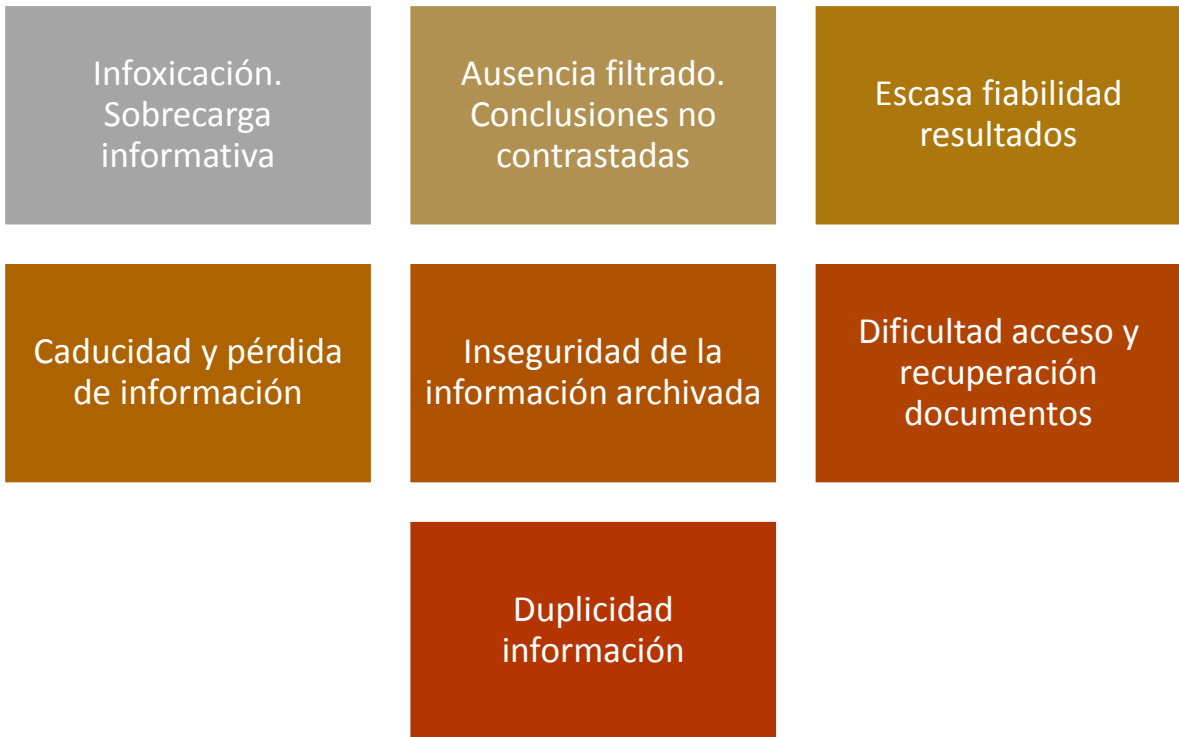 Infoxicación.
Sobrecarga
informativa
Ausencia filtrado.
Conclusiones no
contrastadas
Escasa fiabilidad
resultados
Caducidad y pérdida
de información
Inseguridad de la
información archivada
Dificultad acceso y
recuperación
documentos
Duplicidad
información